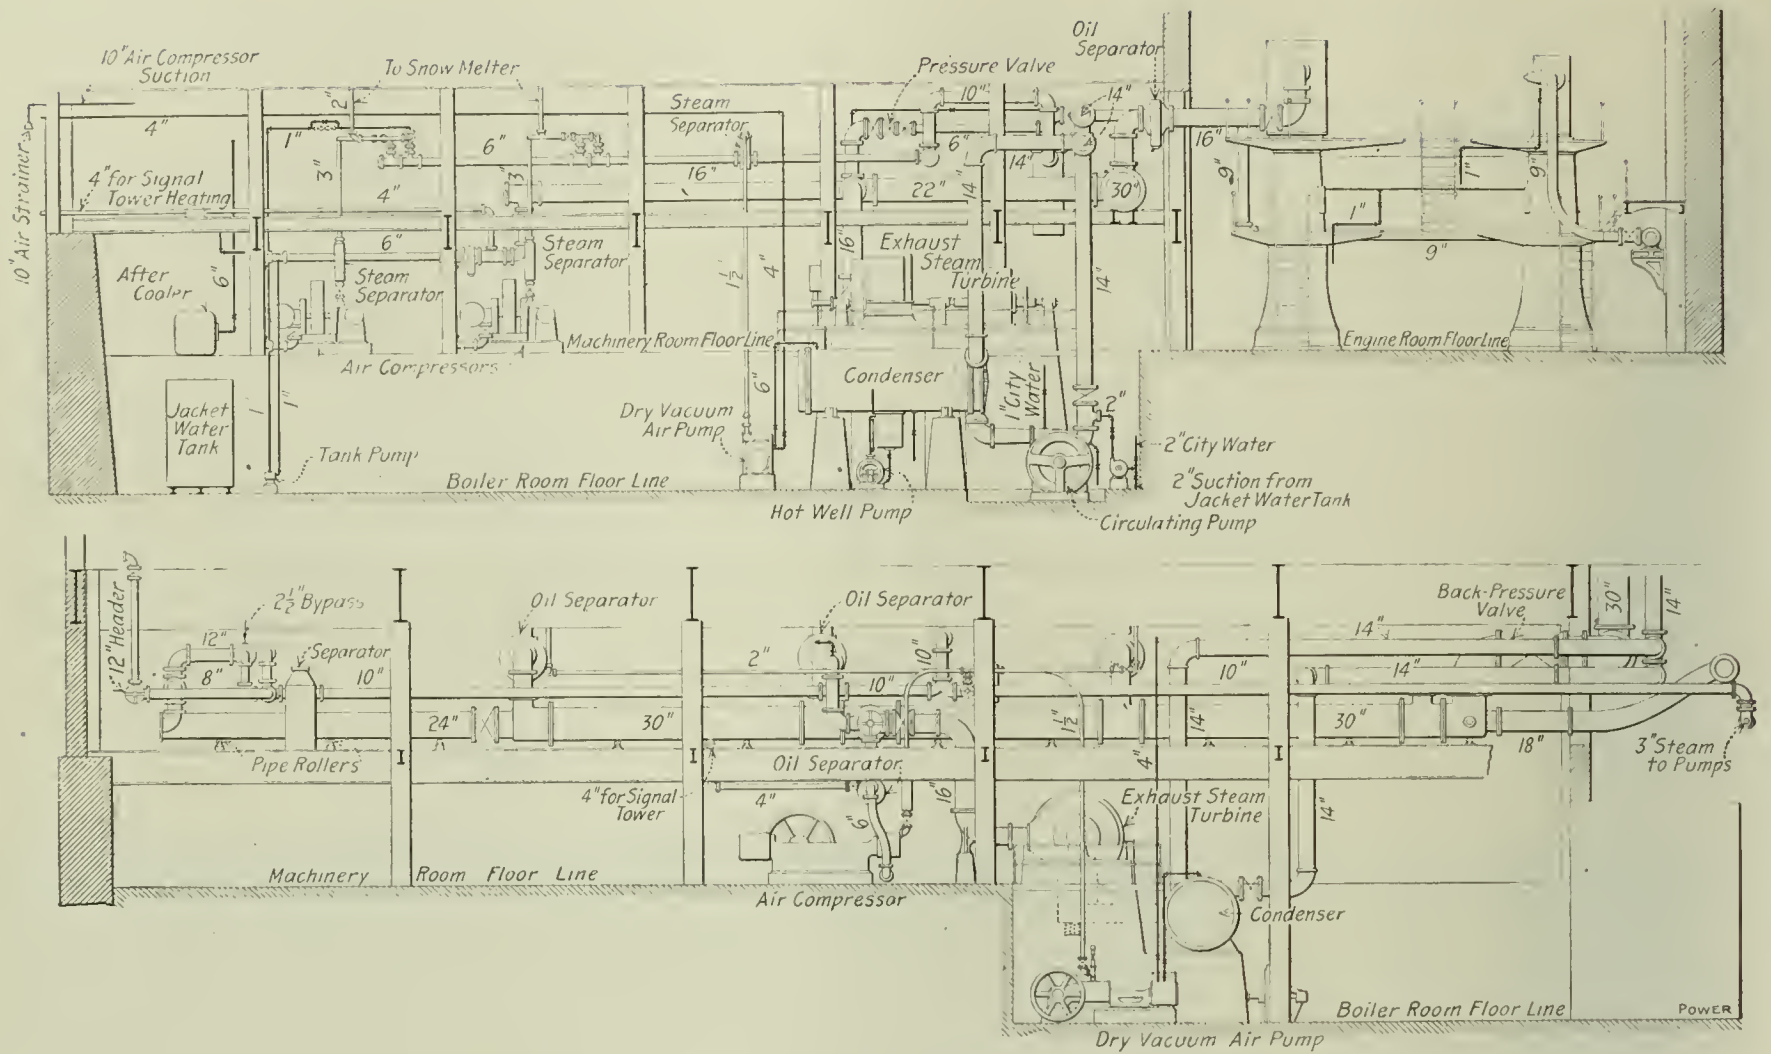 10" Air Compressor
Suction
To Snow Melter
Oil
Separator
Pressure Valve
10"
14"
Steam
Separator
2"
4"
1"
6"
6"
16"
3"
3"
16"
14"
9"
1"
9"
10" Air Strainer
4" for Signal
Tower Heating
4"
22"
14"
30"
1"
6"
Steam
Separator
16"
Exhaust
Steam
Turbine
9"
After
Cooler
6"
Steam
Separator
1 1/2"
4"
14"
Machinery Room Floor Line
Engine Room Floor Line
Air Compressors
Condenser
6"
1" City
Water
2"
Jacket
Water
Tank
1
1"
Dry Vacuum
Air Pump
2" City Water
Tank Pump
Boiler Room Floor Line
2" Suction from
Jacket Water Tank
Hot Well Pump
Circulating Pump
12" Header
2 1/2" Bypass
Oil Separator
Oil Separator
Back-Pressure
Valve
30"
14"
12"
Separator
14"
8"
10"
2"
10"
10"
10"
14"
24"
30"
1 1/2"
14"
30"
18"
3" Steam
to Pumps
Pipe Rollers
Oil Separator
4"
4" for Signal
Tower
4"
6"
16"
Exhaust Steam
Turbine
14"
Machinery Room Floor Line
Air Compressor
Condenser
Boiler Room Floor Line
POWER
Dry Vacuum Air Pump